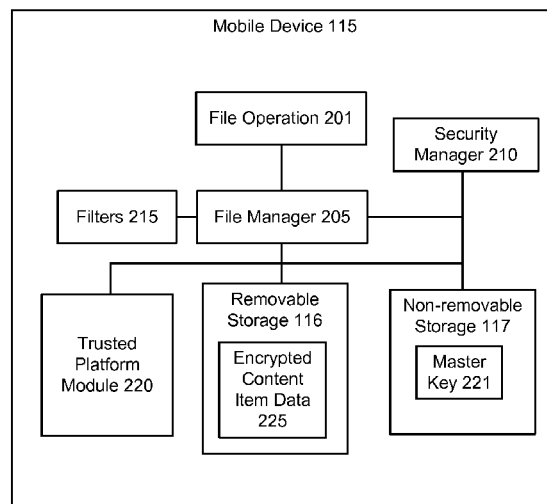 Mobile Device 115
File Operation 201
Security
Manager 210
Filters 215
File Manager 205
Trusted
Platform
Module 220
Removable
Storage 116
Encrypted
Content
Item Data
225
Non-removable
Storage 117
Master
Key 221